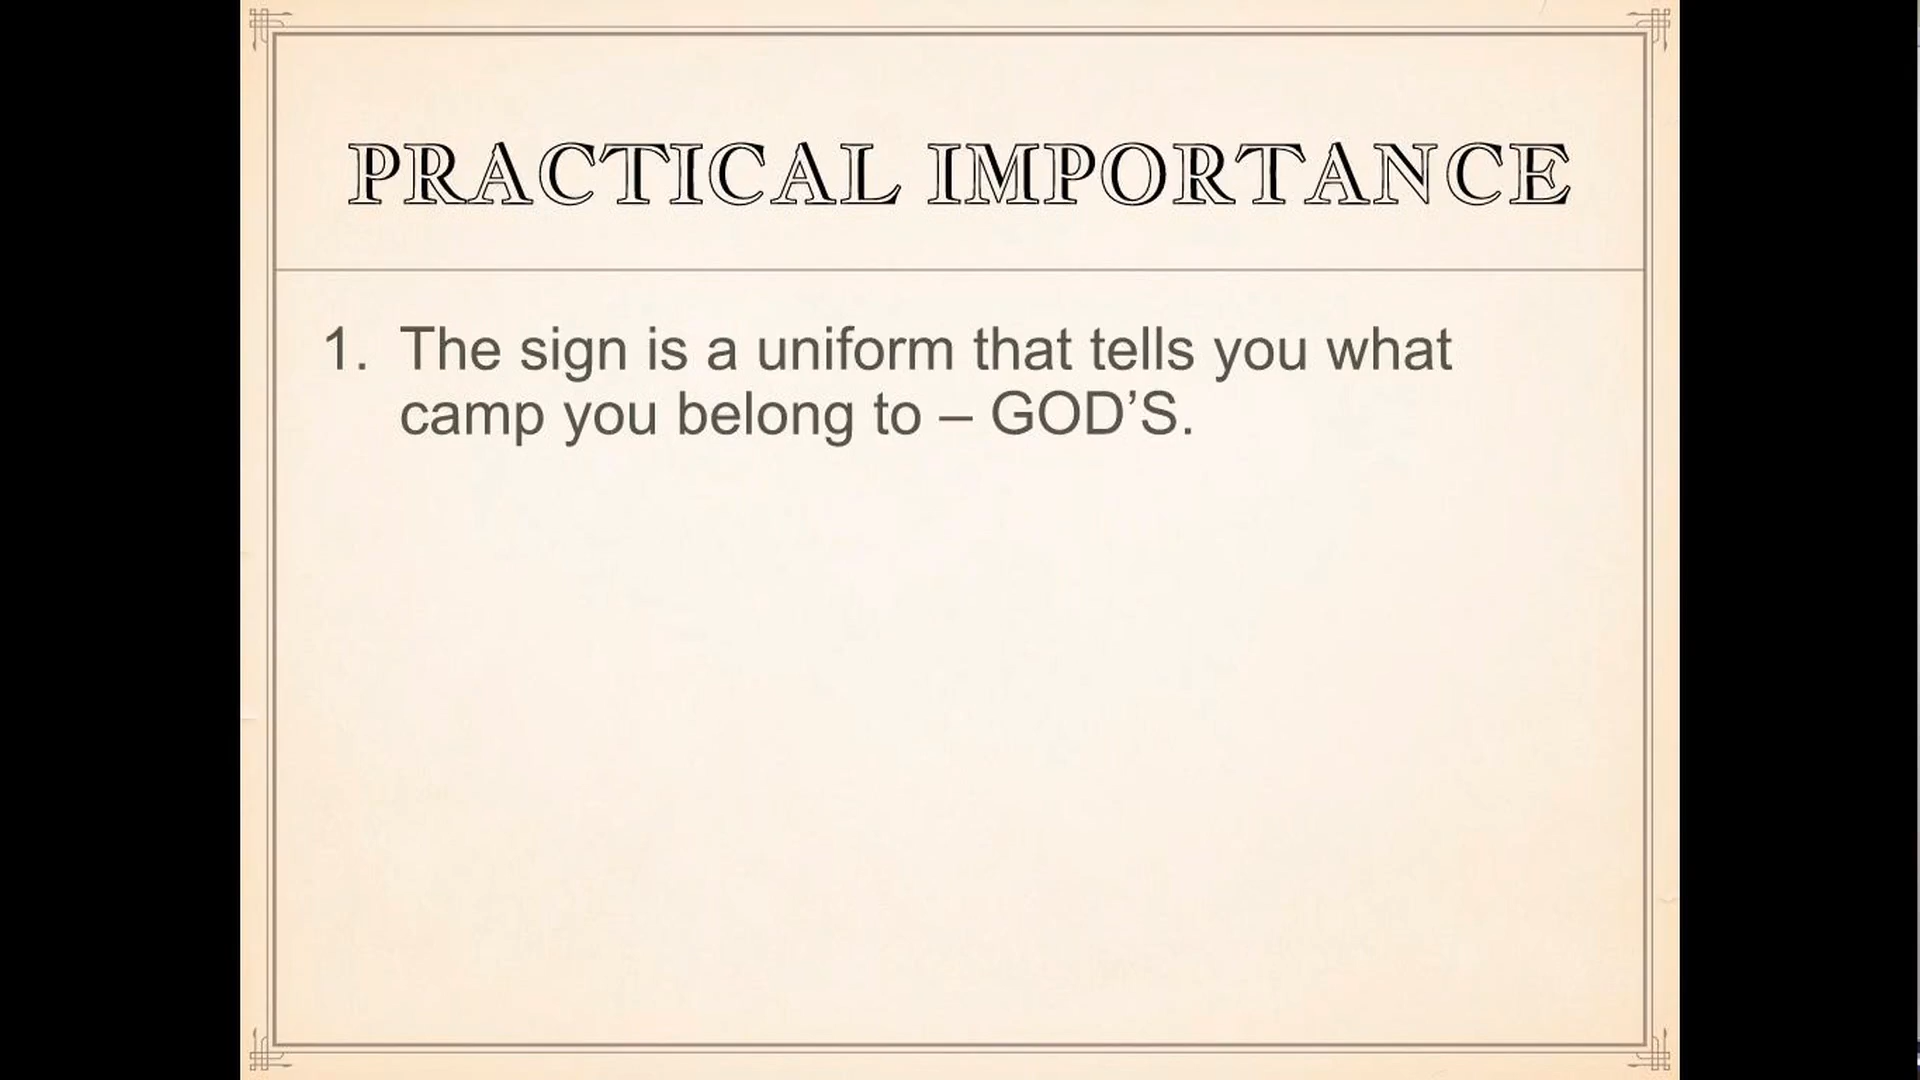 PRACTICAL IMPORTANCE
1. The sign is a uniform that tells you what
camp you belong to – GOD’S.